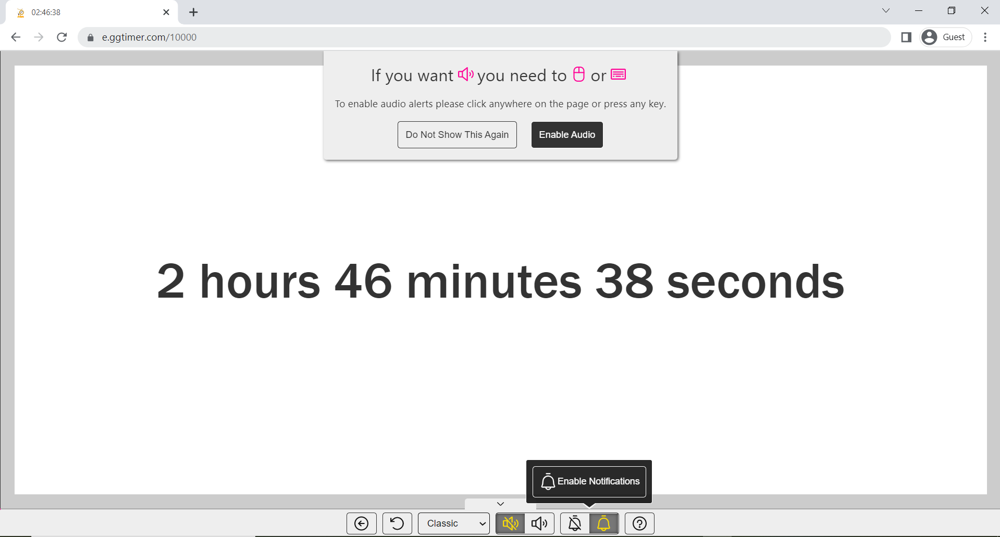 02:46:38
e.ggtimer.com/10000
Guest
If you want you need to or
To enable audio alerts please click anywhere on the page or press any key.
Do Not Show This Again
Enable Audio
2 hours 46 minutes 38 seconds
Enable Notifications
Classic